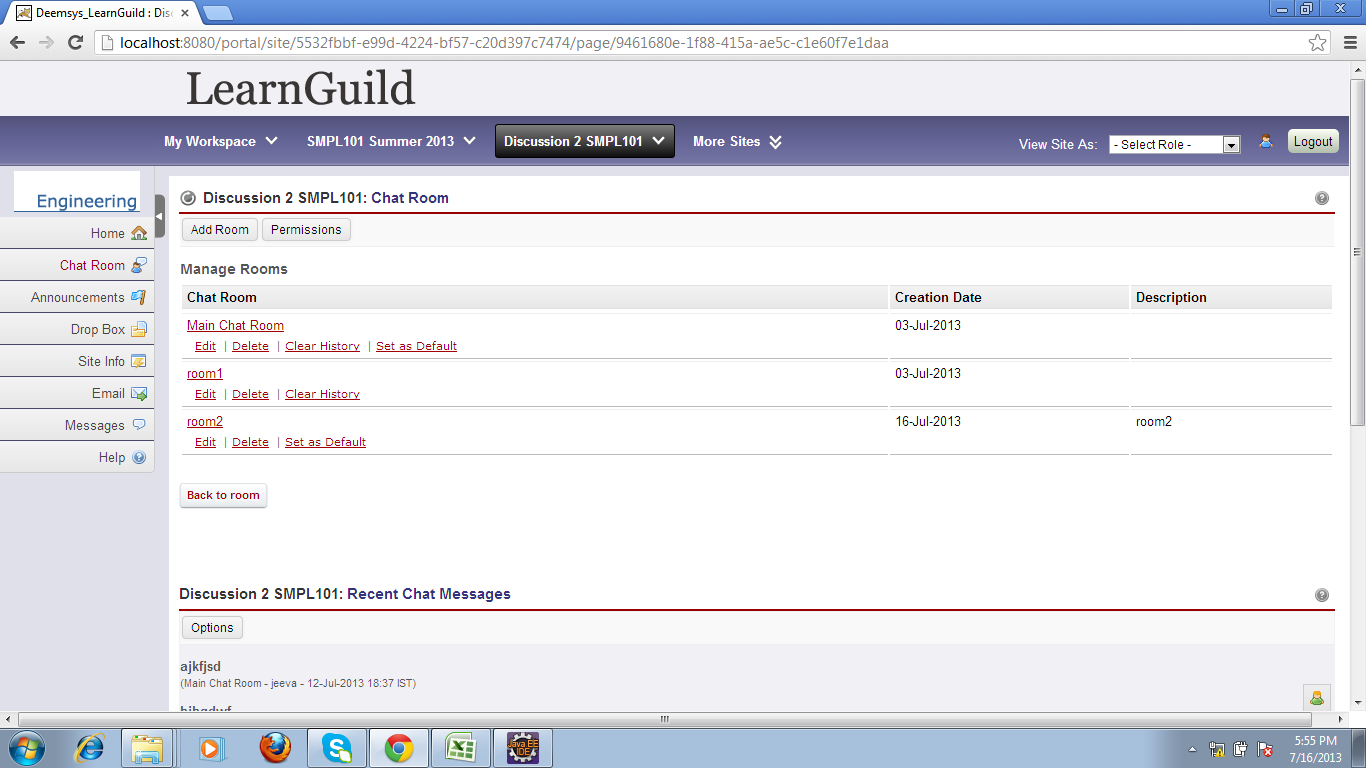 Deemsys_LearnGuild : Dis
localhost:8080/portal/site/5532fbbf-e99d-4224-bf57-c20d397c7474/page/9461680e-1f88-415a-ae5c-c1e60f7e1daa
LearnGuild
My Workspace SMPL101 Summer 2013 Discussion 2 SMPL101 More Sites View Site As: - Select Role - Logout
Engineering
Home
Chat Room
Announcements
Drop Box
Site Info
Email
Messages
Help
Discussion 2 SMPL101: Chat Room
Add Room Permissions
Manage Rooms
Chat Room Creation Date Description
Main Chat Room 03-Jul-2013
Edit | Delete | Clear History | Set as Default
room1 03-Jul-2013
Edit | Delete | Clear History
room2 16-Jul-2013 room2
Edit | Delete | Set as Default
Back to room
Discussion 2 SMPL101: Recent Chat Messages
Options
ajkfjsd
(Main Chat Room - jeeva - 12-Jul-2013 18:37 IST)
Java EE
IDE
5:55 PM
7/16/2013